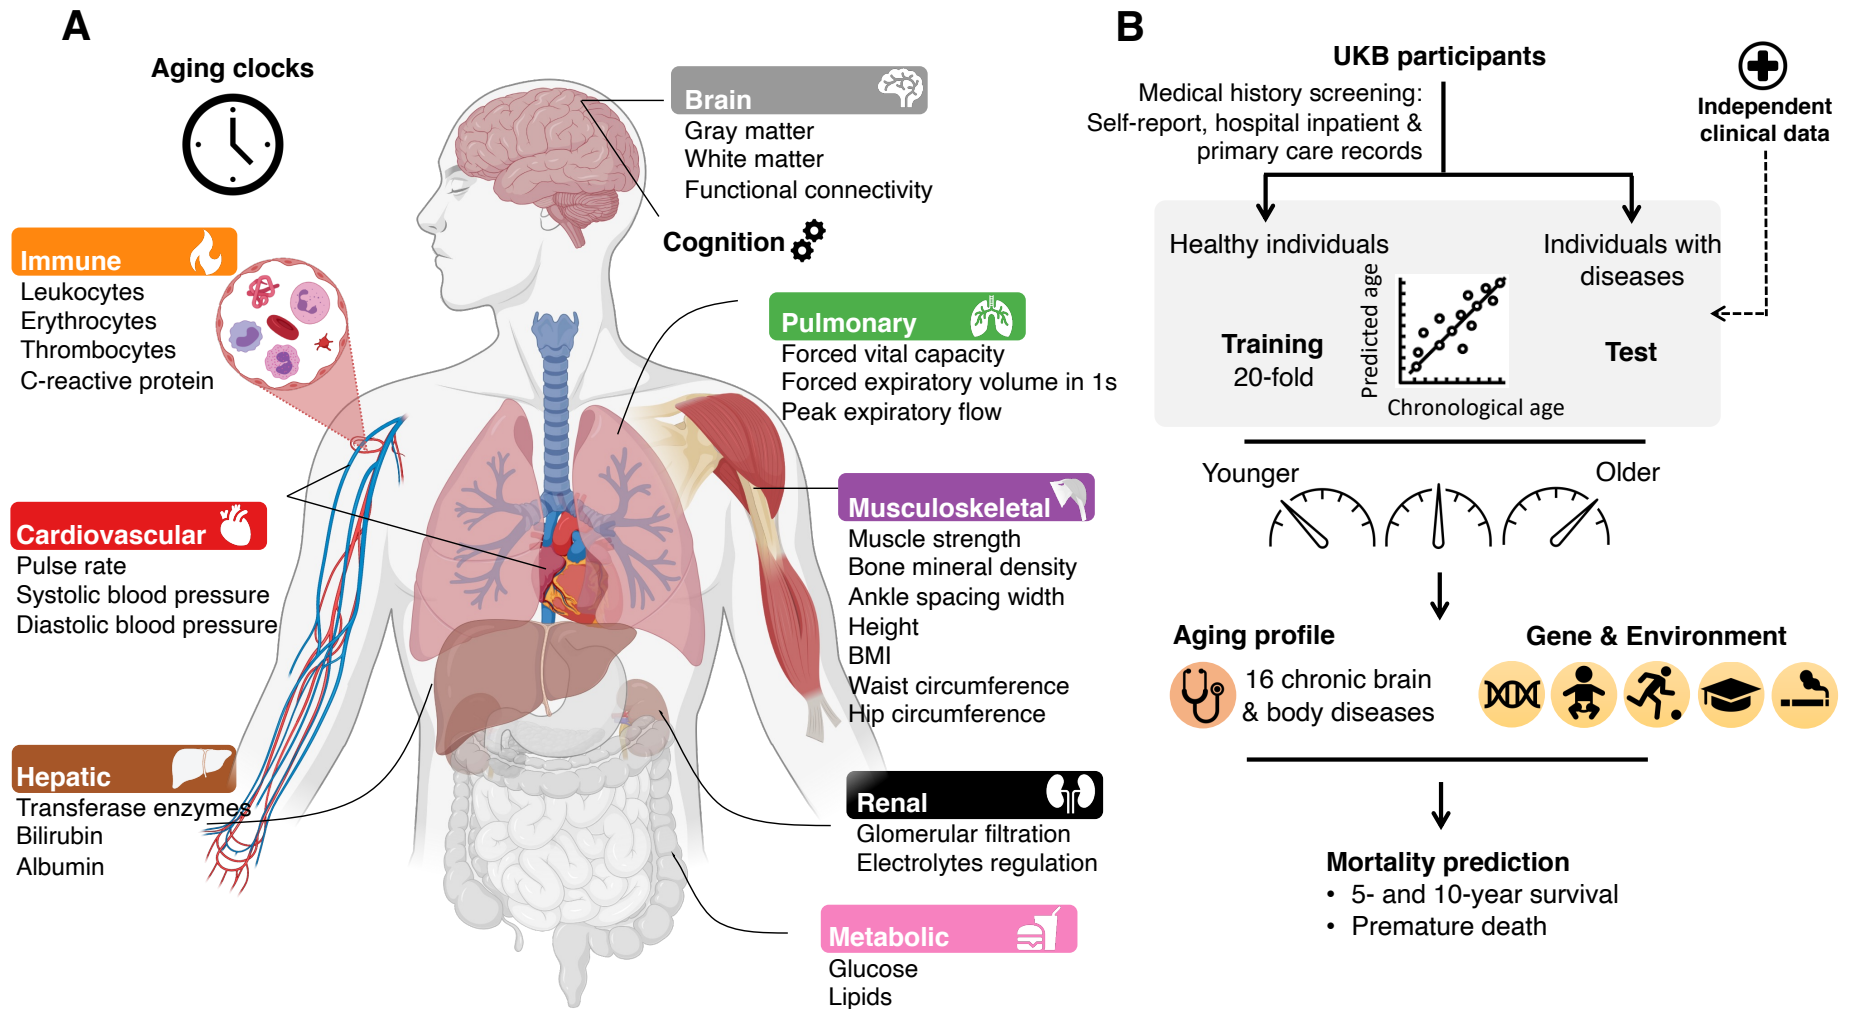 A
Aging clocks
Brain
Gray matter
White matter
Functional connectivity
Cognition
Immune
Leukocytes
Erythrocytes
Thrombocytes
C-reactive protein
Pulmonary
Forced vital capacity
Forced expiratory volume in 1s
Peak expiratory flow
Cardiovascular
Pulse rate
Systolic blood pressure
Diastolic blood pressure
Musculoskeletal
Muscle strength
Bone mineral density
Ankle spacing width
Height
BMI
Waist circumference
Hip circumference
Hepatic
Transferase enzymes
Bilirubin
Albumin
Renal
Glomerular filtration
Electrolytes regulation
Metabolic
Glucose
Lipids
B
UKB participants
Medical history screening:
Self-report, hospital inpatient &
primary care records
Independent
clinical data
Healthy individuals
Individuals with
diseases
Training
20-fold
Predicted age
Chronological age
Test
Younger
Older
Aging profile
16 chronic brain
& body diseases
Gene & Environment
Mortality prediction
• 5- and 10-year survival
• Premature death